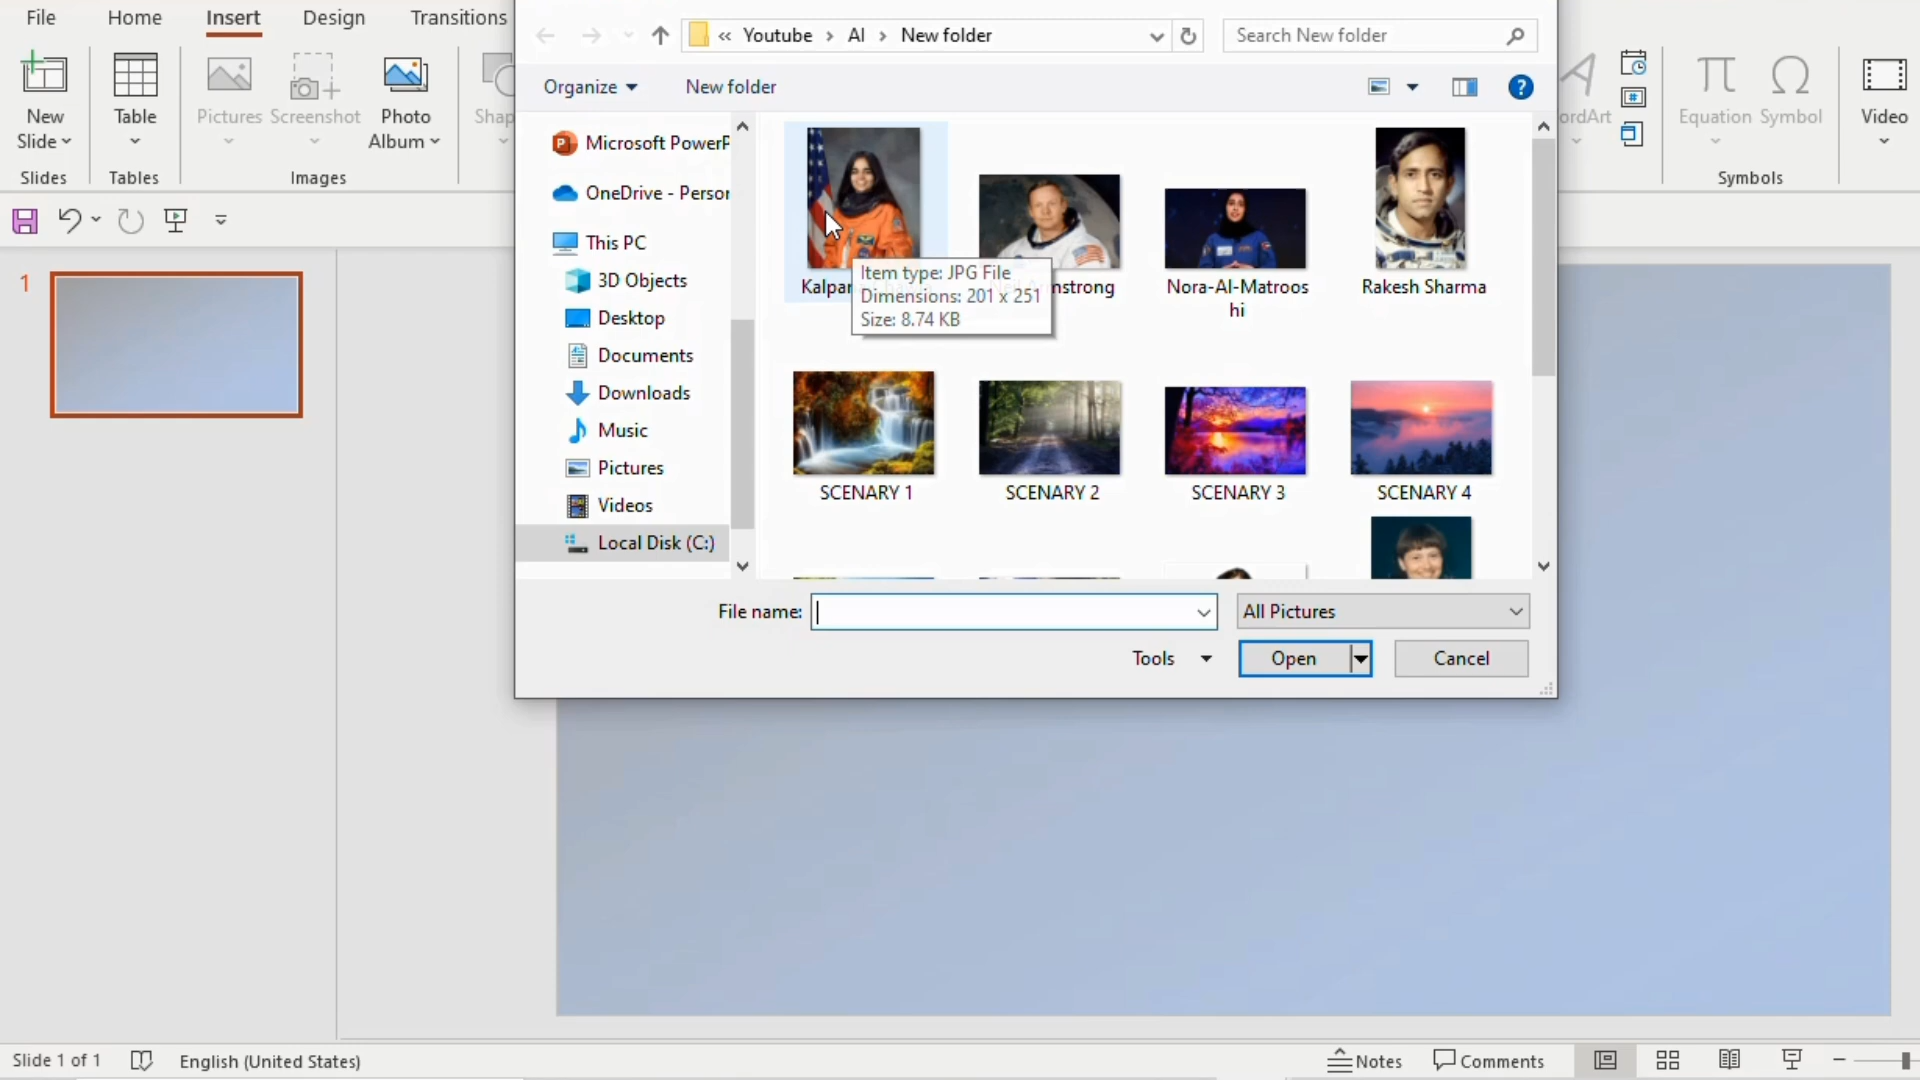 File Home Insert Design Transitions
« Youtube › AI › New folder
Search New folder
Organize New folder
New Slide
Table
Pictures
Screenshot
Photo Album
Shap
ordArt
Equation
Symbol
Video
Slides
Tables
Images
Symbols
Microsoft PowerP
OneDrive - Person
This PC
3D Objects
Desktop
Documents
Downloads
Music
Pictures
Videos
Local Disk (C:)
Kalpan
mstrong
Nora-Al-Matroos
hi
Rakesh Sharma
Item type: JPG File
Dimensions: 201 x 251
Size: 8.74 KB
SCENARY 1
SCENARY 2
SCENARY 3
SCENARY 4
File name:
All Pictures
Tools
Open
Cancel
1
Slide 1 of 1
English (United States)
Notes
Comments